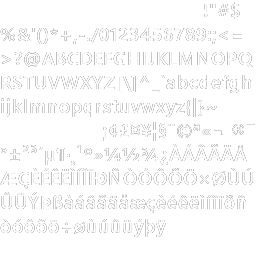 !"#$
%&'()*+,-./0123456789:;<=
>?@ABCDEFGHIJKLMNOPQ
RSTUVWXYZ[\]^_`abcdefgh
ijklmnopqrstuvwxyz{|}~
¡¢£¤¥¦§¨©ª«¬®¯
°±²³´µ¶·¸¹º»¼½¾¿ÀÁÂÃÄÅ
ÆÇÈÉÊËÌÍÎÏÐÑÒÓÔÕÖ×ØÙÚ
ÛÜÝÞßàáâãäåæçèéêëìíîïðñ
òóôõö÷øùúûüýþÿ